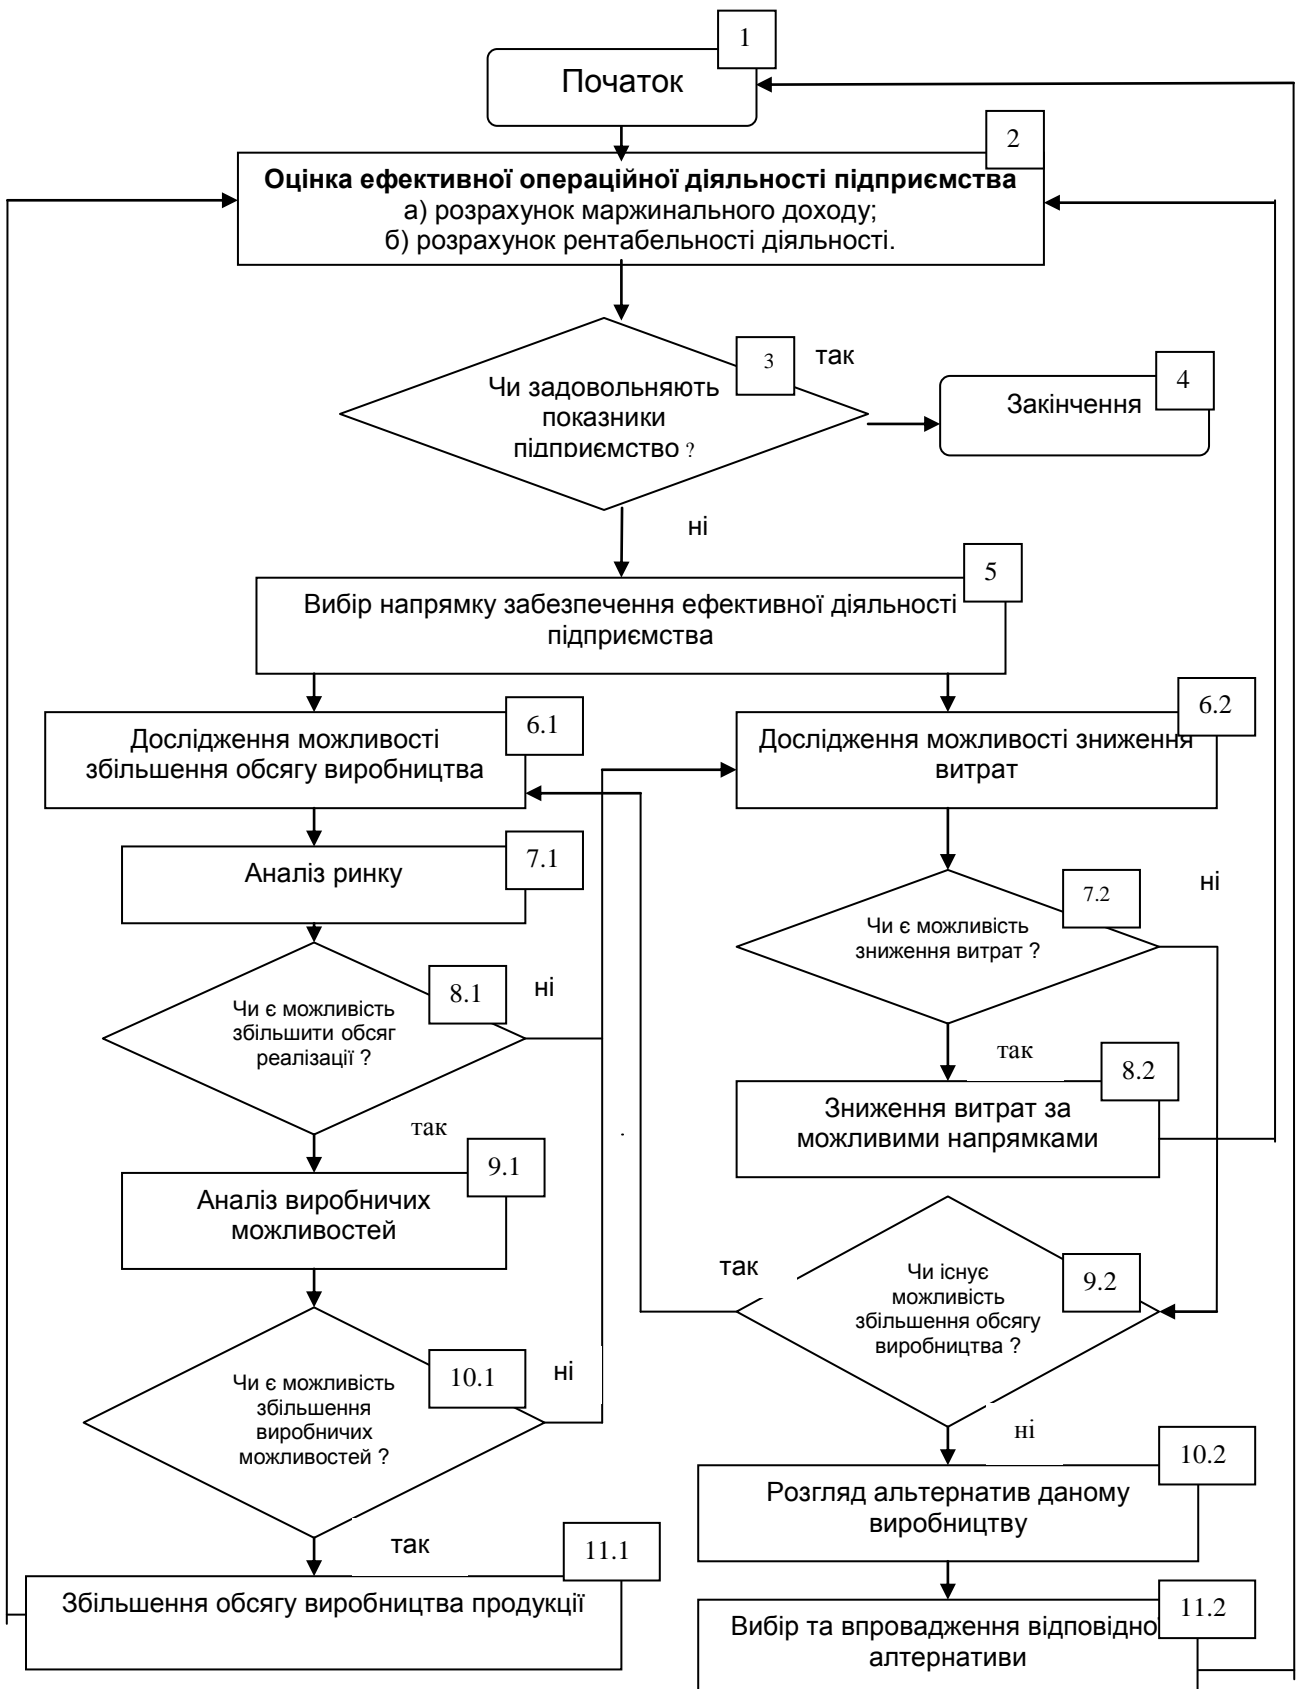 1
Початок
2
Оцінка ефективної операційної діяльності підприємства
а) розрахунок маржинального доходу;
б) розрахунок рентабельності діяльності.
3
так
Чи задовольняють
показники
підприємство ?
4
Закінчення
ні
5
Вибір напрямку забезпечення ефективної діяльності
підприємства
6.1
Дослідження можливості
збільшення обсягу виробництва
6.2
Дослідження можливості зниження
витрат
7.1
Аналіз ринку
7.2
ні
Чи є можливість
зниження витрат ?
8.1
ні
Чи є можливість
збільшити обсяг
реалізації ?
так
8.2
Зниження витрат за
можливими напрямками
так
.
9.1
Аналіз виробничих
можливостей
9.2
так
Чи існує
можливість
збільшення обсягу
виробництва ?
10.1
ні
Чи є можливість
збільшення
виробничих
можливостей ?
ні
10.2
Розгляд альтернатив даному
виробництву
так
11.1
Збільшення обсягу виробництва продукції
11.2
Вибір та впровадження відповідної
алтернативи